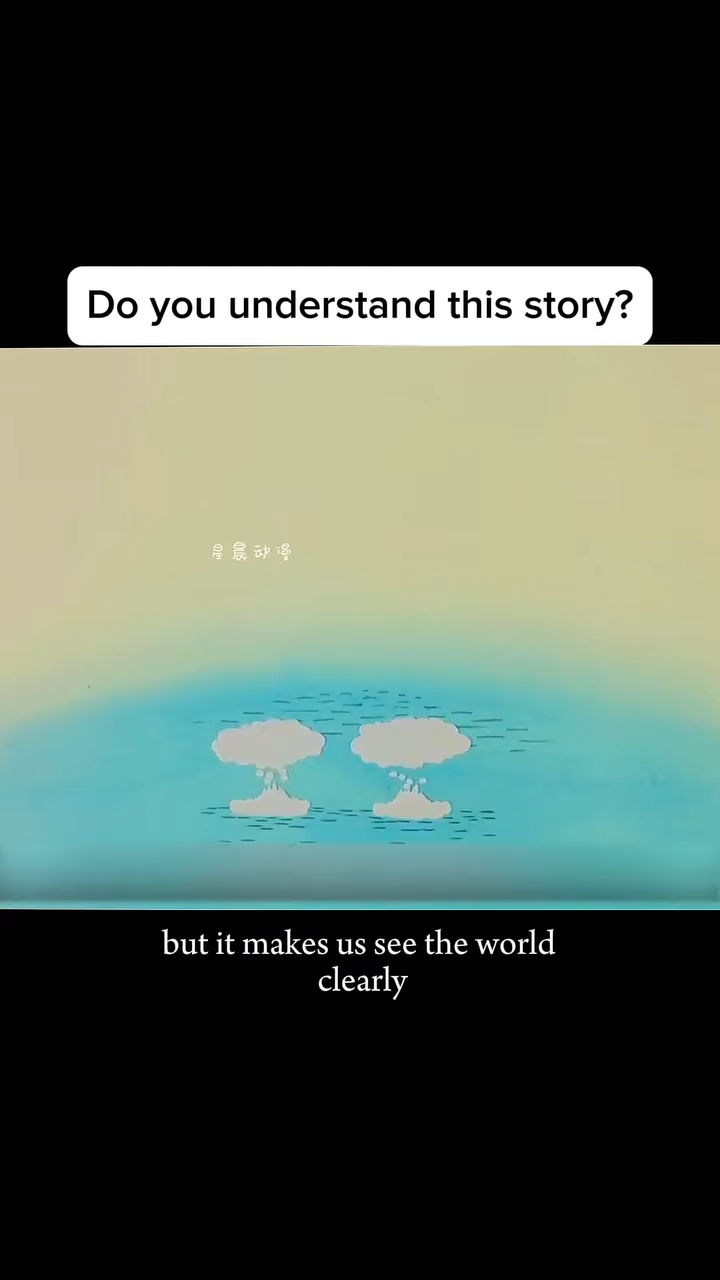 Do you understand this story?
星晨动漫
but it makes us see the world
clearly